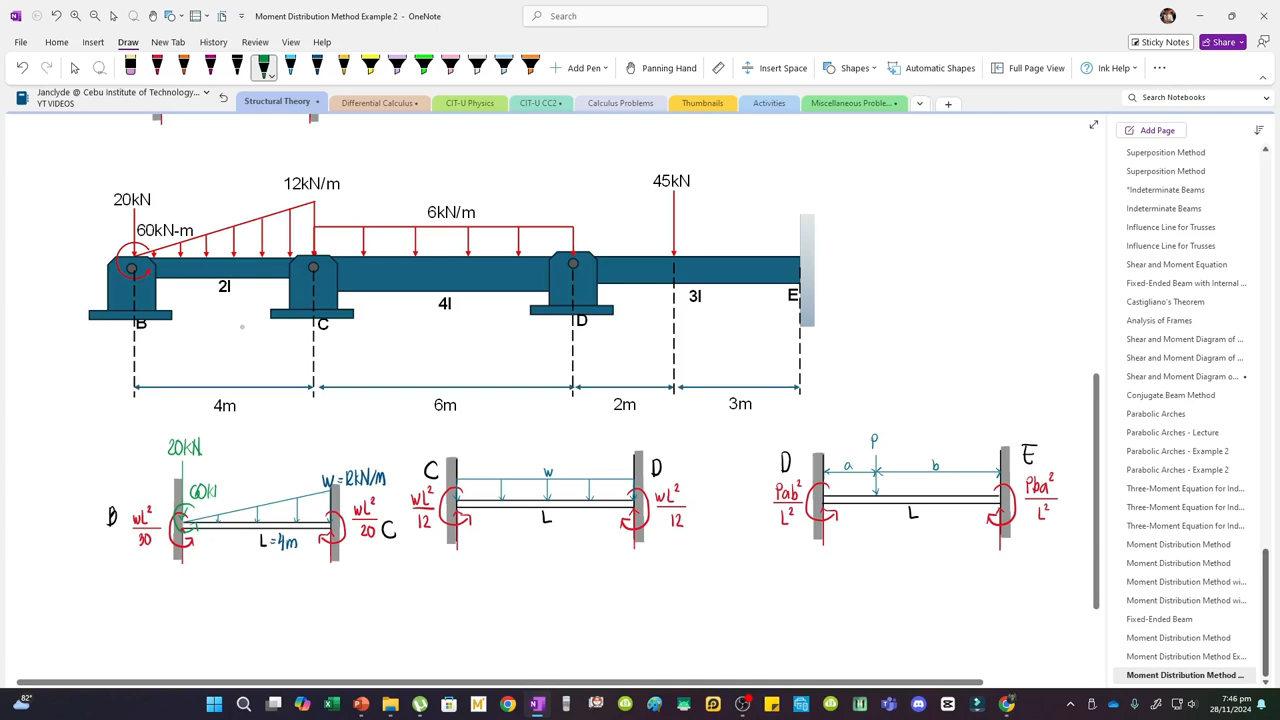 Moment Distribution Method Example 2 - OneNote
Search
File Home Insert Draw New Tab History Review View Help
Sticky Notes
Share
Add Pen
Panning Hand
Insert Space
Shapes
Automatic Shapes
Full Page View
Ink Help
Janclyde @ Cebu Institute of Technology...
YT VIDEOS
Structural Theory
Differential Calculus
CIT-U Physics
CIT-U CC2
Calculus Problems
Thumbnails
Activities
Miscellaneous Proble...
Search Notebooks
Add Page
Superposition Method
Superposition Method
*Indeterminate Beams
Indeterminate Beams
Influence Line for Trusses
Influence Line for Trusses
Shear and Moment Equation
Fixed-Ended Beam with Internal ...
Castigliano's Theorem
Analysis of Frames
Shear and Moment Diagram of ...
Shear and Moment Diagram of ...
Shear and Moment Diagram o...
Conjugate Beam Method
Parabolic Arches
Parabolic Arches - Lecture
Parabolic Arches - Example 2
Parabolic Arches - Example 2
Three-Moment Equation for Ind...
Three-Moment Equation for Ind...
Three-Moment Equation for Ind...
Moment Distribution Method
Moment Distribution Method
Moment Distribution Method wi...
Moment Distribution Method wi...
Fixed-Ended Beam
Moment Distribution Method
Moment Distribution Method Ex...
Moment Distribution Method ...
20kN
60kN-m
12kN/m
6kN/m
45kN
2I
4I
3I
B
C
D
E
4m
6m
2m
3m
20kN
60kN
W=12kN/m
B
wL²/30
L=4m
wL²/20
C
C
wL²/12
w
L
wL²/12
D
D
Pab²/L²
P
a
b
L
Pba²/L²
E
82°
7:46 pm
28/11/2024